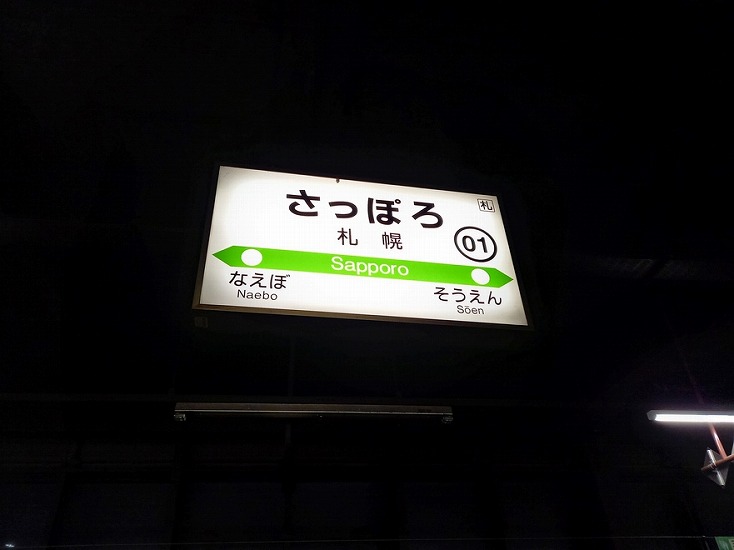 さっぽろ
札
札幌
01
Sapporo
なえぼ
Naebo
そうえん
Sōen